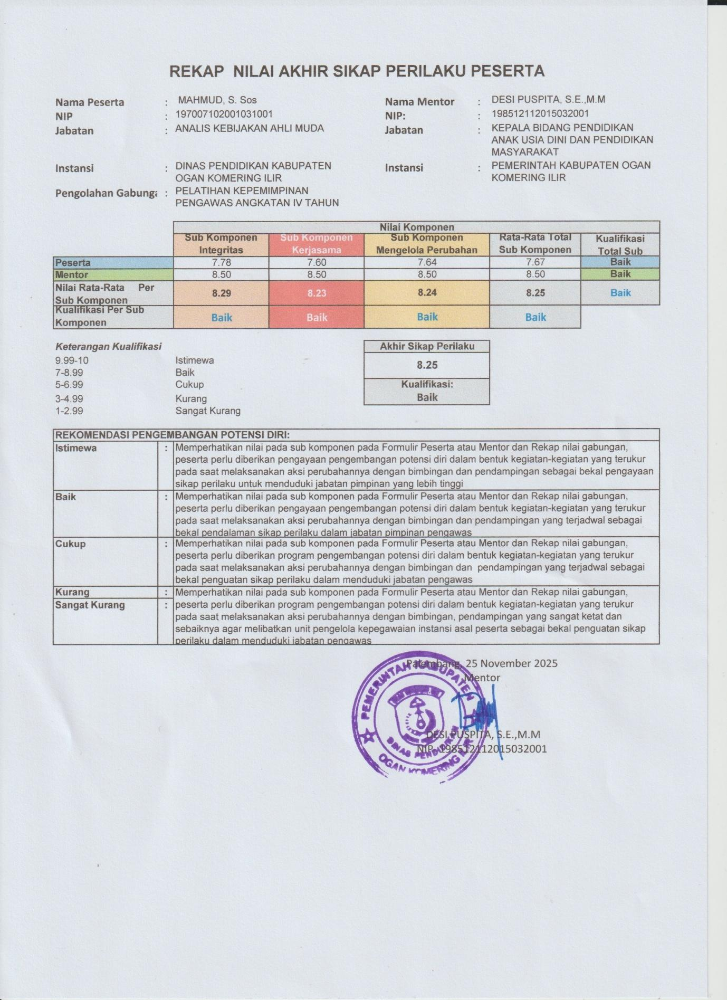 REKAP NILAI AKHIR SIKAP PERILAKU PESERTA
Nama Peserta : MAHMUD, S. Sos
NIP : 197007102001031001
Jabatan : ANALIS KEBIJAKAN AHLI MUDA
Instansi : DINAS PENDIDIKAN KABUPATEN
OGAN KOMERING ILIR
Pengolahan Gabung : PELATIHAN KEPEMIMPINAN
PENGAWAS ANGKATAN IV TAHUN
Nama Mentor : DESI PUSPITA, S.E.,M.M
NIP: : 198512112015032001
Jabatan : KEPALA BIDANG PENDIDIKAN
ANAK USIA DINI DAN PENDIDIKAN
MASYARAKAT
Instansi : PEMERINTAH KABUPATEN OGAN
KOMERING ILIR
Nilai Komponen
Sub Komponen Sub Komponen Sub Komponen Rata-Rata Total Kualifikasi
Integritas Kerjasama Mengelola Perubahan Sub Komponen Total Sub
Peserta 7.78 7.60 7.64 7.67 Baik
Mentor 8.50 8.50 8.50 8.50 Baik
Nilai Rata-Rata Per
Sub Komponen 8.29 8.23 8.24 8.25 Baik
Kualifikasi Per Sub
Komponen Baik Baik Baik Baik
Keterangan Kualifikasi
9.99-10 Istimewa
7-8.99 Baik
5-6.99 Cukup
3-4.99 Kurang
1-2.99 Sangat Kurang
Akhir Sikap Perilaku
8.25
Kualifikasi:
Baik
REKOMENDASI PENGEMBANGAN POTENSI DIRI:
Istimewa : Memperhatikan nilai pada sub komponen pada Formulir Peserta atau Mentor dan Rekap nilai gabungan,
peserta perlu diberikan pengayaan pengembangan potensi diri dalam bentuk kegiatan-kegiatan yang terukur
pada saat melaksanakan aksi perubahannya dengan bimbingan dan pendampingan sebagai bekal pengayaan
sikap perilaku untuk menduduki jabatan pimpinan yang lebih tinggi
Baik : Memperhatikan nilai pada sub komponen pada Formulir Peserta atau Mentor dan Rekap nilai gabungan,
peserta perlu diberikan pengayaan pengembangan potensi diri dalam bentuk kegiatan-kegiatan yang terukur
pada saat melaksanakan aksi perubahannya dengan bimbingan dan pendampingan yang terjadwal sebagai
bekal pendalaman sikap perilaku dalam jabatan pimpinan pengawas
Cukup : Memperhatikan nilai pada sub komponen pada Formulir Peserta atau Mentor dan Rekap nilai gabungan,
peserta perlu diberikan program pengembangan potensi diri dalam bentuk kegiatan-kegiatan yang terukur
pada saat melaksanakan aksi perubahannya dengan bimbingan dan pendampingan yang terjadwal sebagai
bekal penguatan sikap perilaku dalam menduduki jabatan pengawas
Kurang : Memperhatikan nilai pada sub komponen pada Formulir Peserta atau Mentor dan Rekap nilai gabungan,
Sangat Kurang : peserta perlu diberikan program pengembangan potensi diri dalam bentuk kegiatan-kegiatan yang terukur
pada saat melaksanakan aksi perubahannya dengan bimbingan, pendampingan yang sangat ketat dan
sebaiknya agar melibatkan unit pengelola kepegawaian instansi asal peserta sebagai bekal penguatan sikap
perilaku dalam menduduki jabatan pengawas
Palembang, 25 November 2025
Mentor
PEMERINTAH KABUPATEN
DINAS PENDIDIKAN
OGAN KOMERING ILIR
DESI PUSPITA, S.E.,M.M
NIP. 198512112015032001